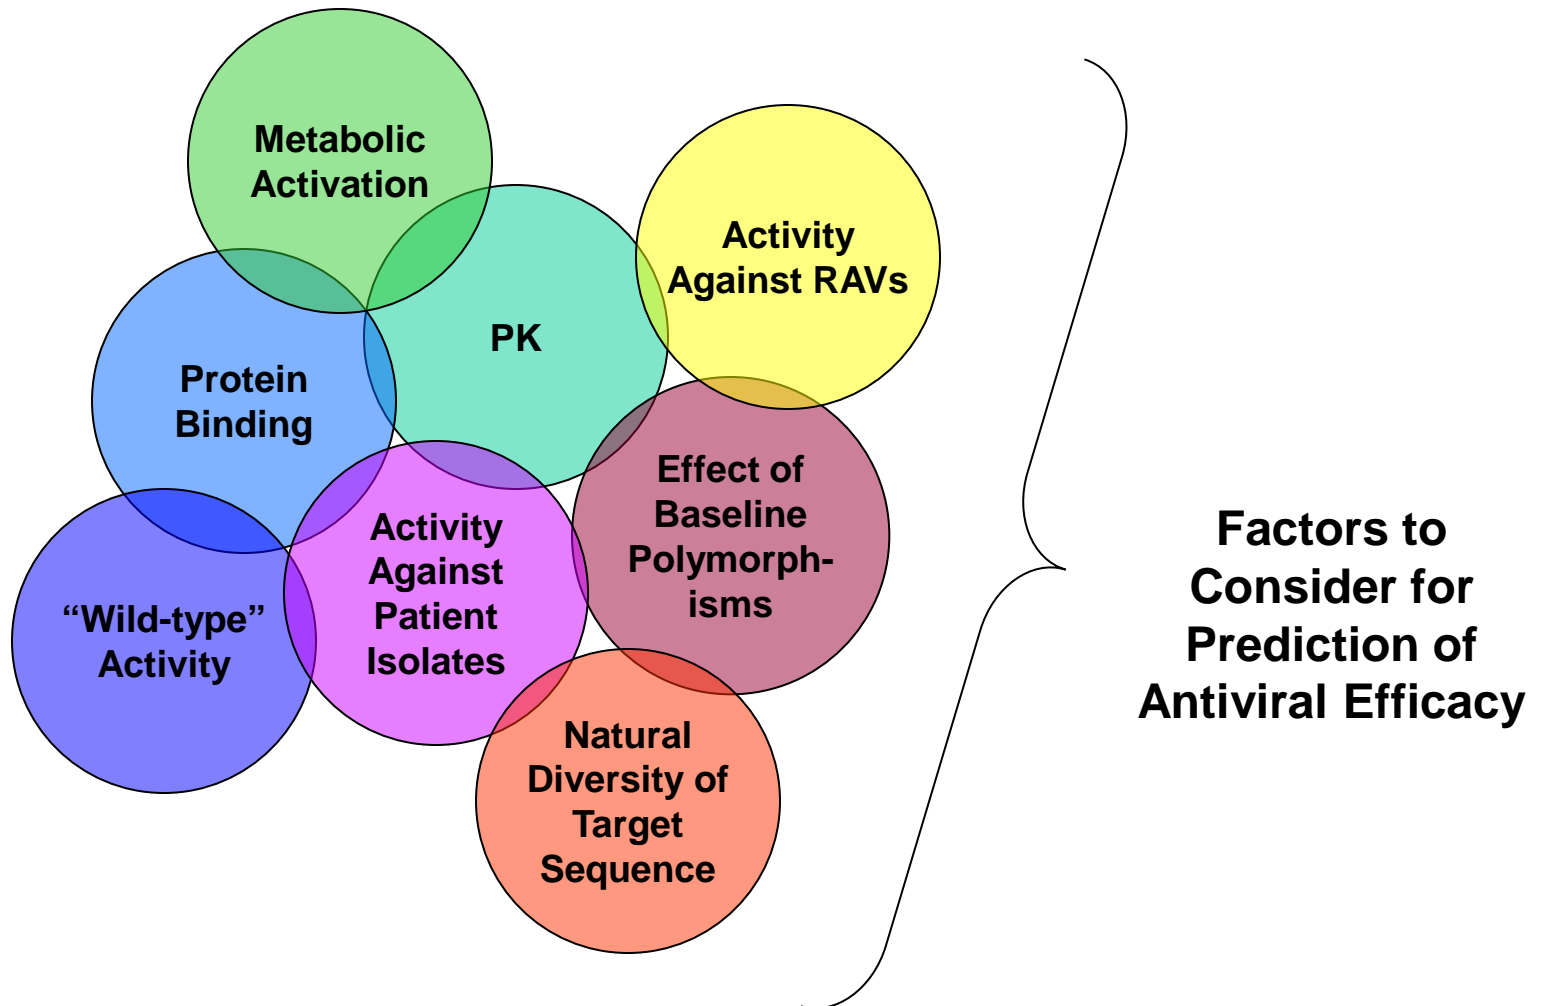 Metabolic
Activation
Activity
Against RAVs
PK
Protein
Binding
Effect of
Baseline
Polymorph-
isms
Activity
Against
Patient
Isolates
“Wild-type”
Activity
Natural
Diversity of
Target
Sequence
Factors to
Consider for
Prediction of
Antiviral Efficacy